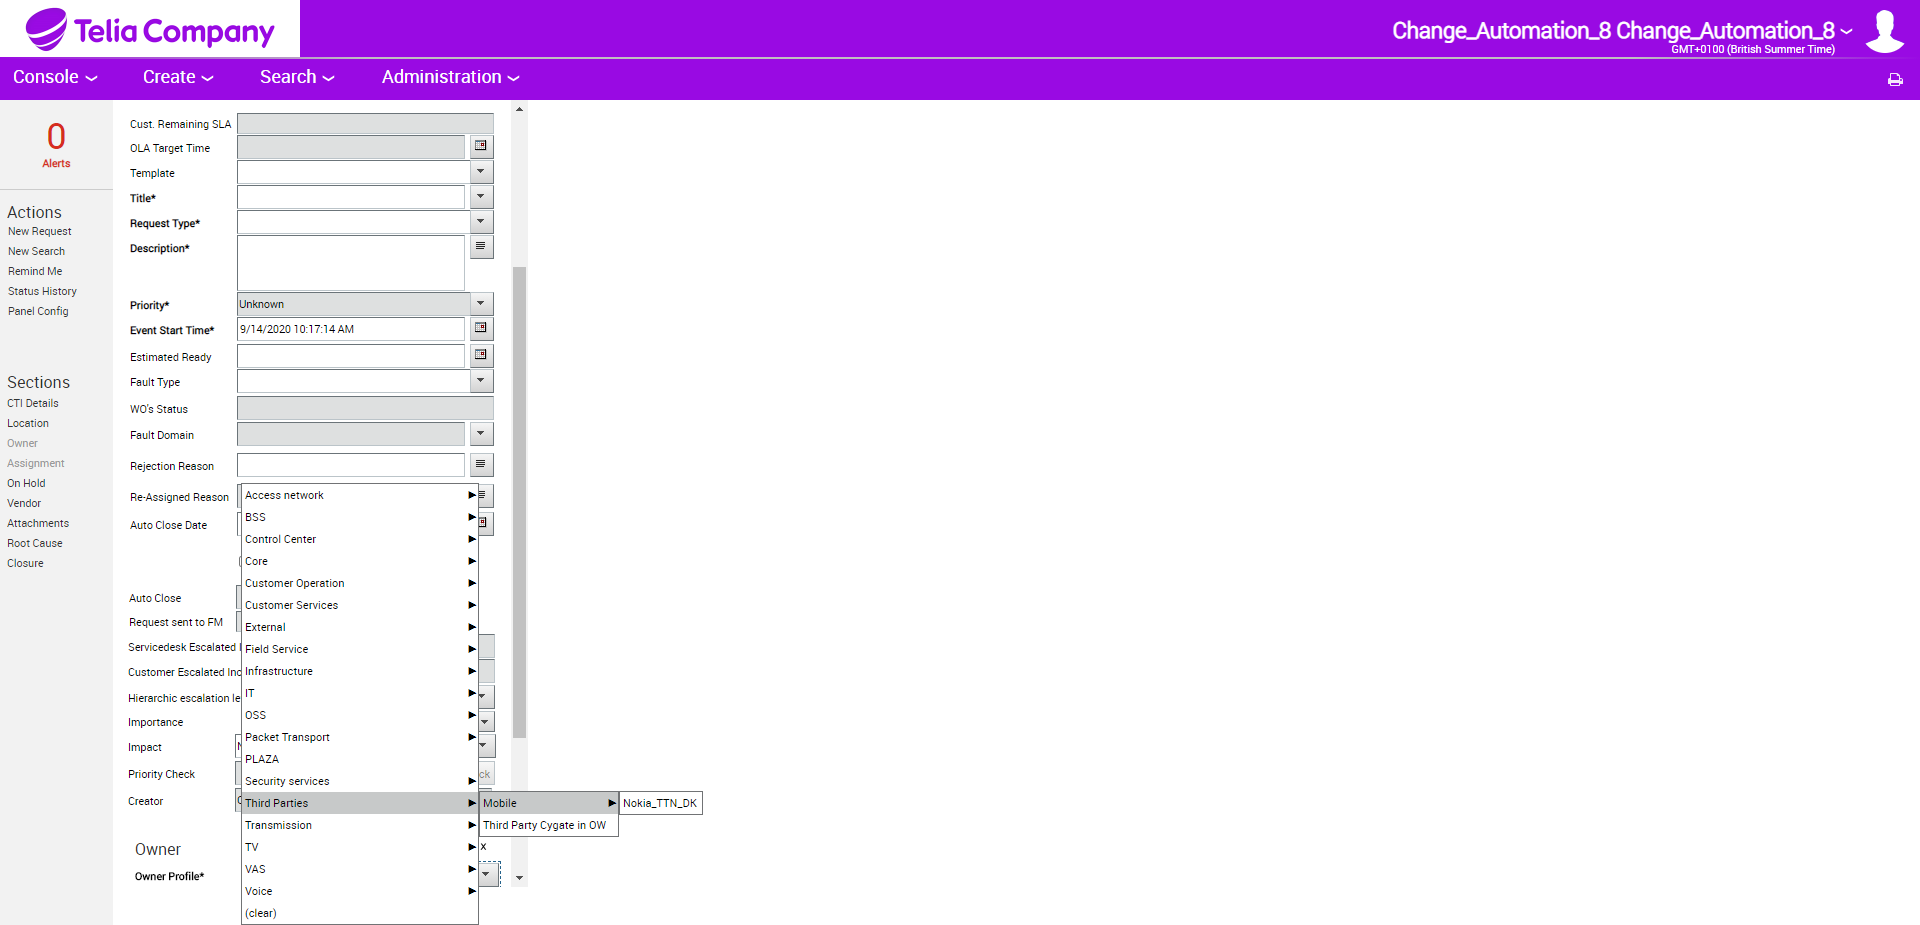 Telia Company
Change_Automation_8 Change_Automation_8
GMT+0100 (British Summer Time)
Console
Create
Search
Administration
0
Alerts
Actions
New Request
New Search
Remind Me
Status History
Panel Config
Sections
CTI Details
Location
Owner
Assignment
On Hold
Vendor
Attachments
Root Cause
Closure
Cust. Remaining SLA
OLA Target Time
Template
Title*
Request Type*
Description*
Priority*
Unknown
Event Start Time*
9/14/2020 10:17:14 AM
Estimated Ready
Fault Type
WO's Status
Fault Domain
Rejection Reason
Re-Assigned Reason
Auto Close Date
Auto Close
Request sent to FM
Servicedesk Escalated
Customer Escalated Inc
Hierarchic escalation le
Importance
Impact
Priority Check
ck
Creator
Owner
x
Owner Profile*
Access network
BSS
Control Center
Core
Customer Operation
Customer Services
External
Field Service
Infrastructure
IT
OSS
Packet Transport
PLAZA
Security services
Third Parties
Transmission
TV
VAS
Voice
(clear)
Mobile
Third Party Cygate in OW
Nokia_TTN_DK